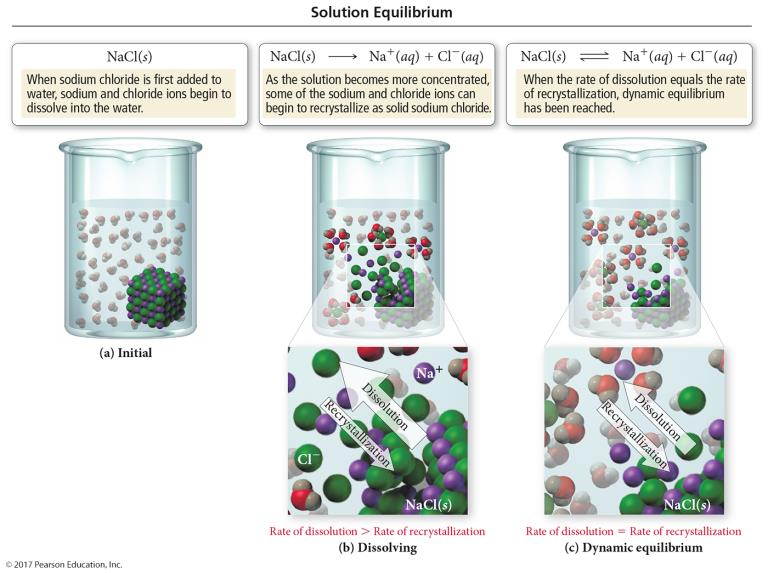 Solution Equilibrium
NaCl(s)
When sodium chloride is first added to
water, sodium and chloride ions begin to
dissolve into the water.
NaCl(s) ⟶ Na⁺(aq) + Cl⁻(aq)
As the solution becomes more concentrated,
some of the sodium and chloride ions can
begin to recrystallize as solid sodium chloride.
NaCl(s) ⇌ Na⁺(aq) + Cl⁻(aq)
When the rate of dissolution equals the rate
of recrystallization, dynamic equilibrium
has been reached.
(a) Initial
Na⁺
Dissolution
Recrystallization
Cl⁻
NaCl(s)
Rate of dissolution > Rate of recrystallization
(b) Dissolving
Dissolution
Recrystallization
NaCl(s)
Rate of dissolution = Rate of recrystallization
(c) Dynamic equilibrium
© 2017 Pearson Education, Inc.